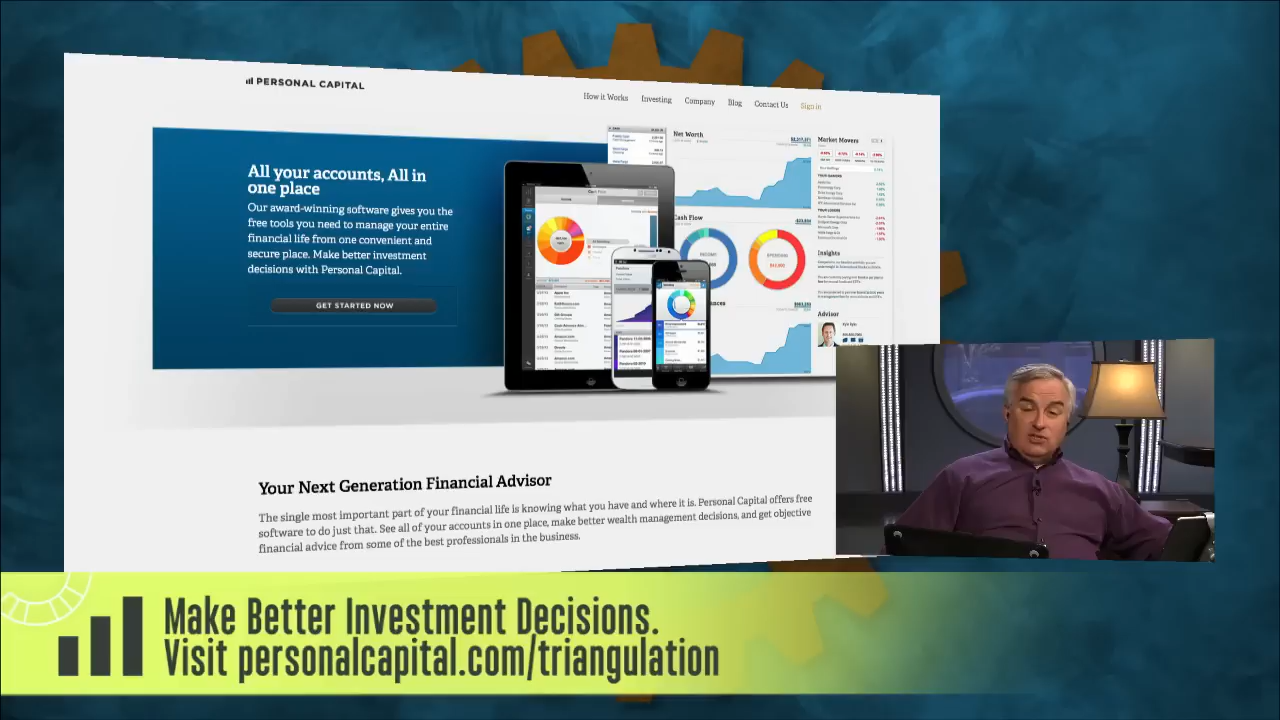 PERSONAL CAPITAL
How it Works Investing Company Blog Contact Us Sign in
All your accounts, All in
one place
Our award-winning software gives you the
free tools you need to manage your entire
financial life from one convenient and
secure place. Make better investment
decisions with Personal Capital.
GET STARTED NOW
Net Worth
Cash Flow
INCOME
SPENDING
Market Movers
Insights
Advisor
Your Next Generation Financial Advisor
The single most important part of your financial life is knowing what you have and where it is. Personal Capital offers free
software to do just that. See all of your accounts in one place, make better wealth management decisions, and get objective
financial advice from some of the best professionals in the business.
Make Better Investment Decisions.
Visit personalcapital.com/triangulation